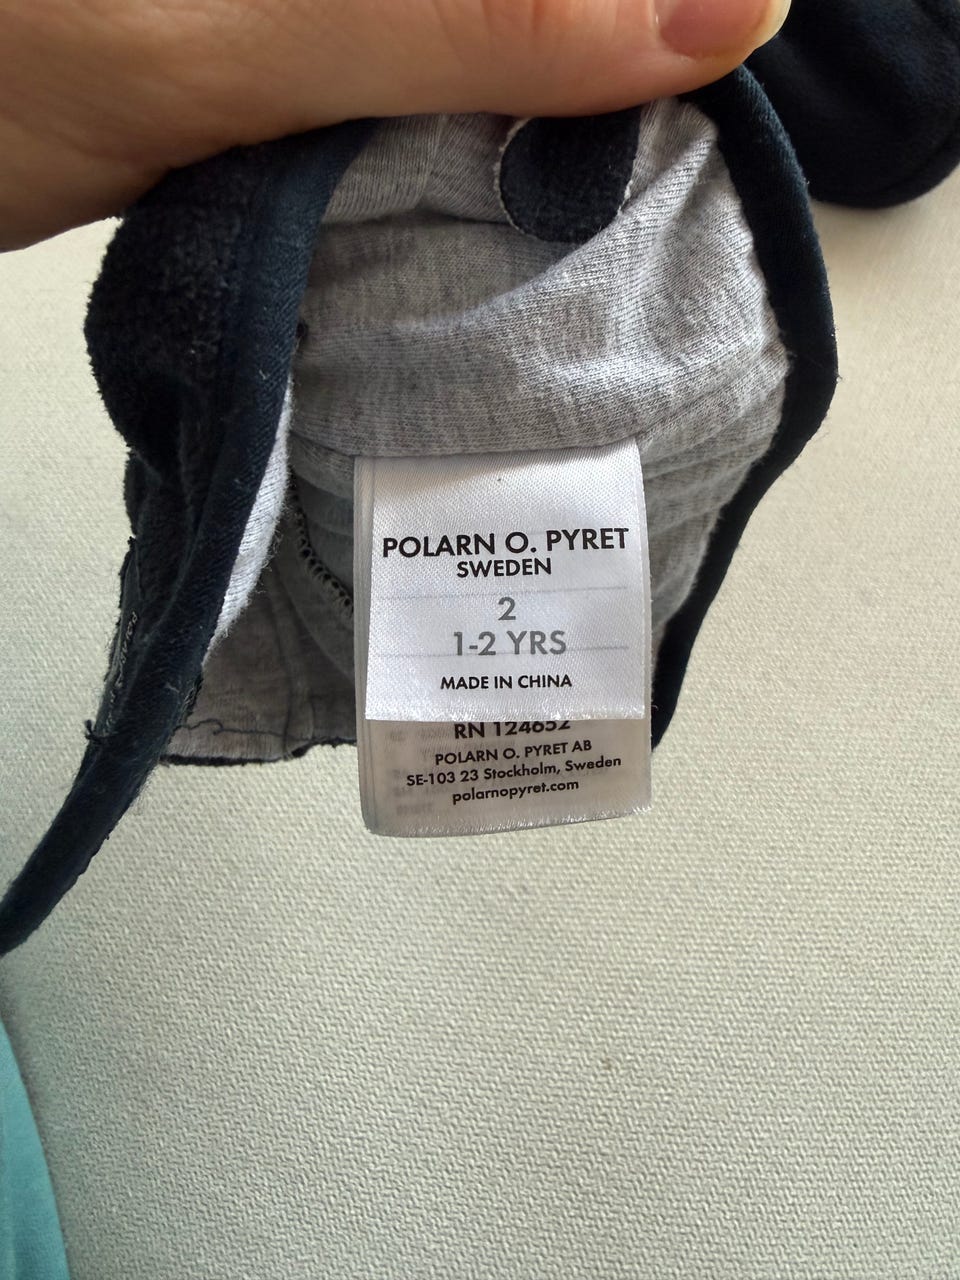 POLARN O. PYRET
SWEDEN
2
1-2 YRS
MADE IN CHINA
RN 124652
POLARN O. PYRET AB
SE-103 23 Stockholm, Sweden
polarnopyret.com